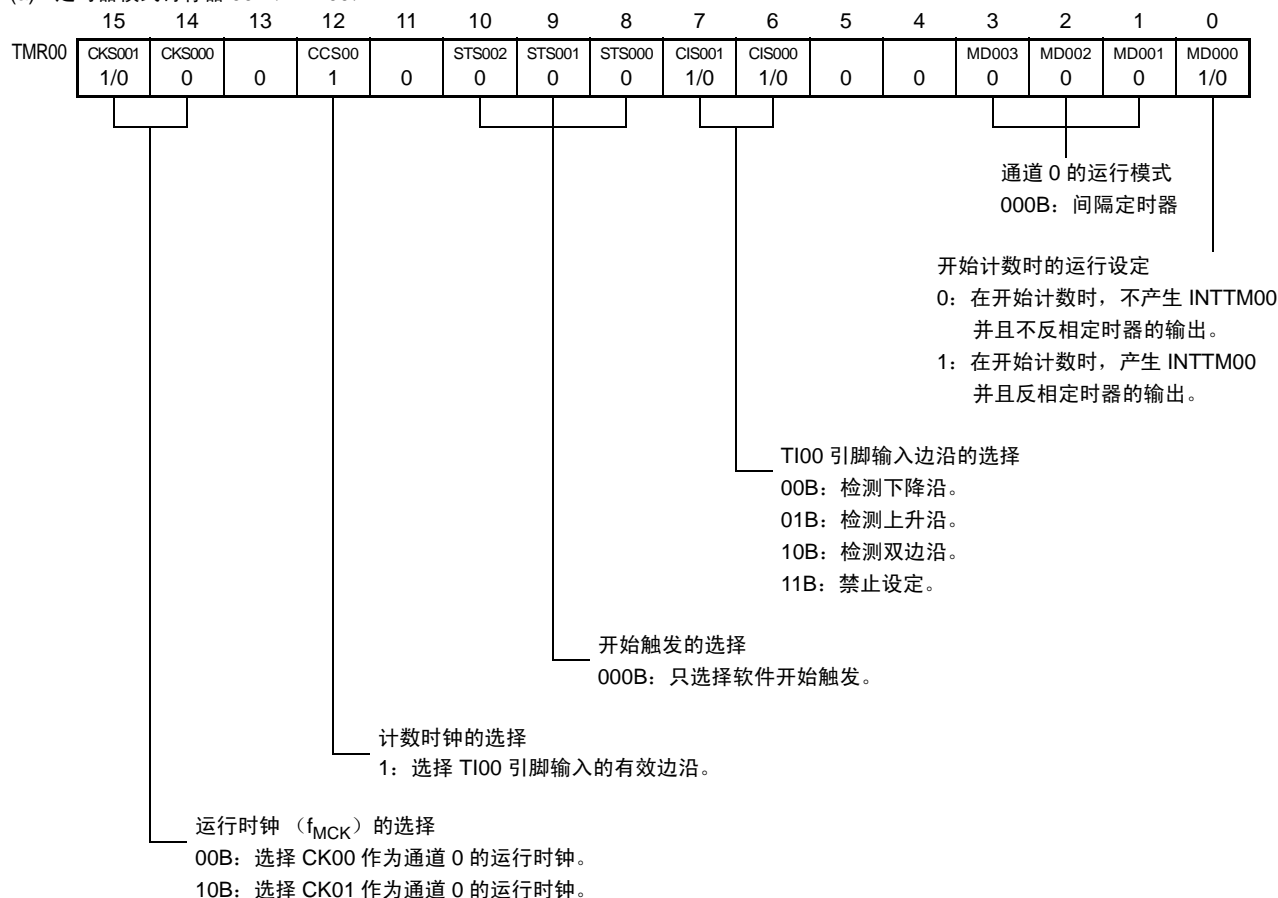 15 14 13 12 11 10 9 8 7 6 5 4 3 2 1 0
TMR00 CKS001 CKS000 CCS00 STS002 STS001 STS000 CIS001 CIS000 MD003 MD002 MD001 MD000
1/0 0 0 1 0 0 0 0 1/0 1/0 0 0 0 0 0 1/0
通道 0 的运行模式
000B：间隔定时器
开始计数时的运行设定
0：在开始计数时，不产生 INTTM00
并且不反相定时器的输出。
1：在开始计数时，产生 INTTM00
并且反相定时器的输出。
TI00 引脚输入边沿的选择
00B：检测下降沿。
01B：检测上升沿。
10B：检测双边沿。
11B：禁止设定。
开始触发的选择
000B：只选择软件开始触发。
计数时钟的选择
1：选择 TI00 引脚输入的有效边沿。
运行时钟 （fMCK）的选择
00B：选择 CK00 作为通道 0 的运行时钟。
10B：选择 CK01 作为通道 0 的运行时钟。